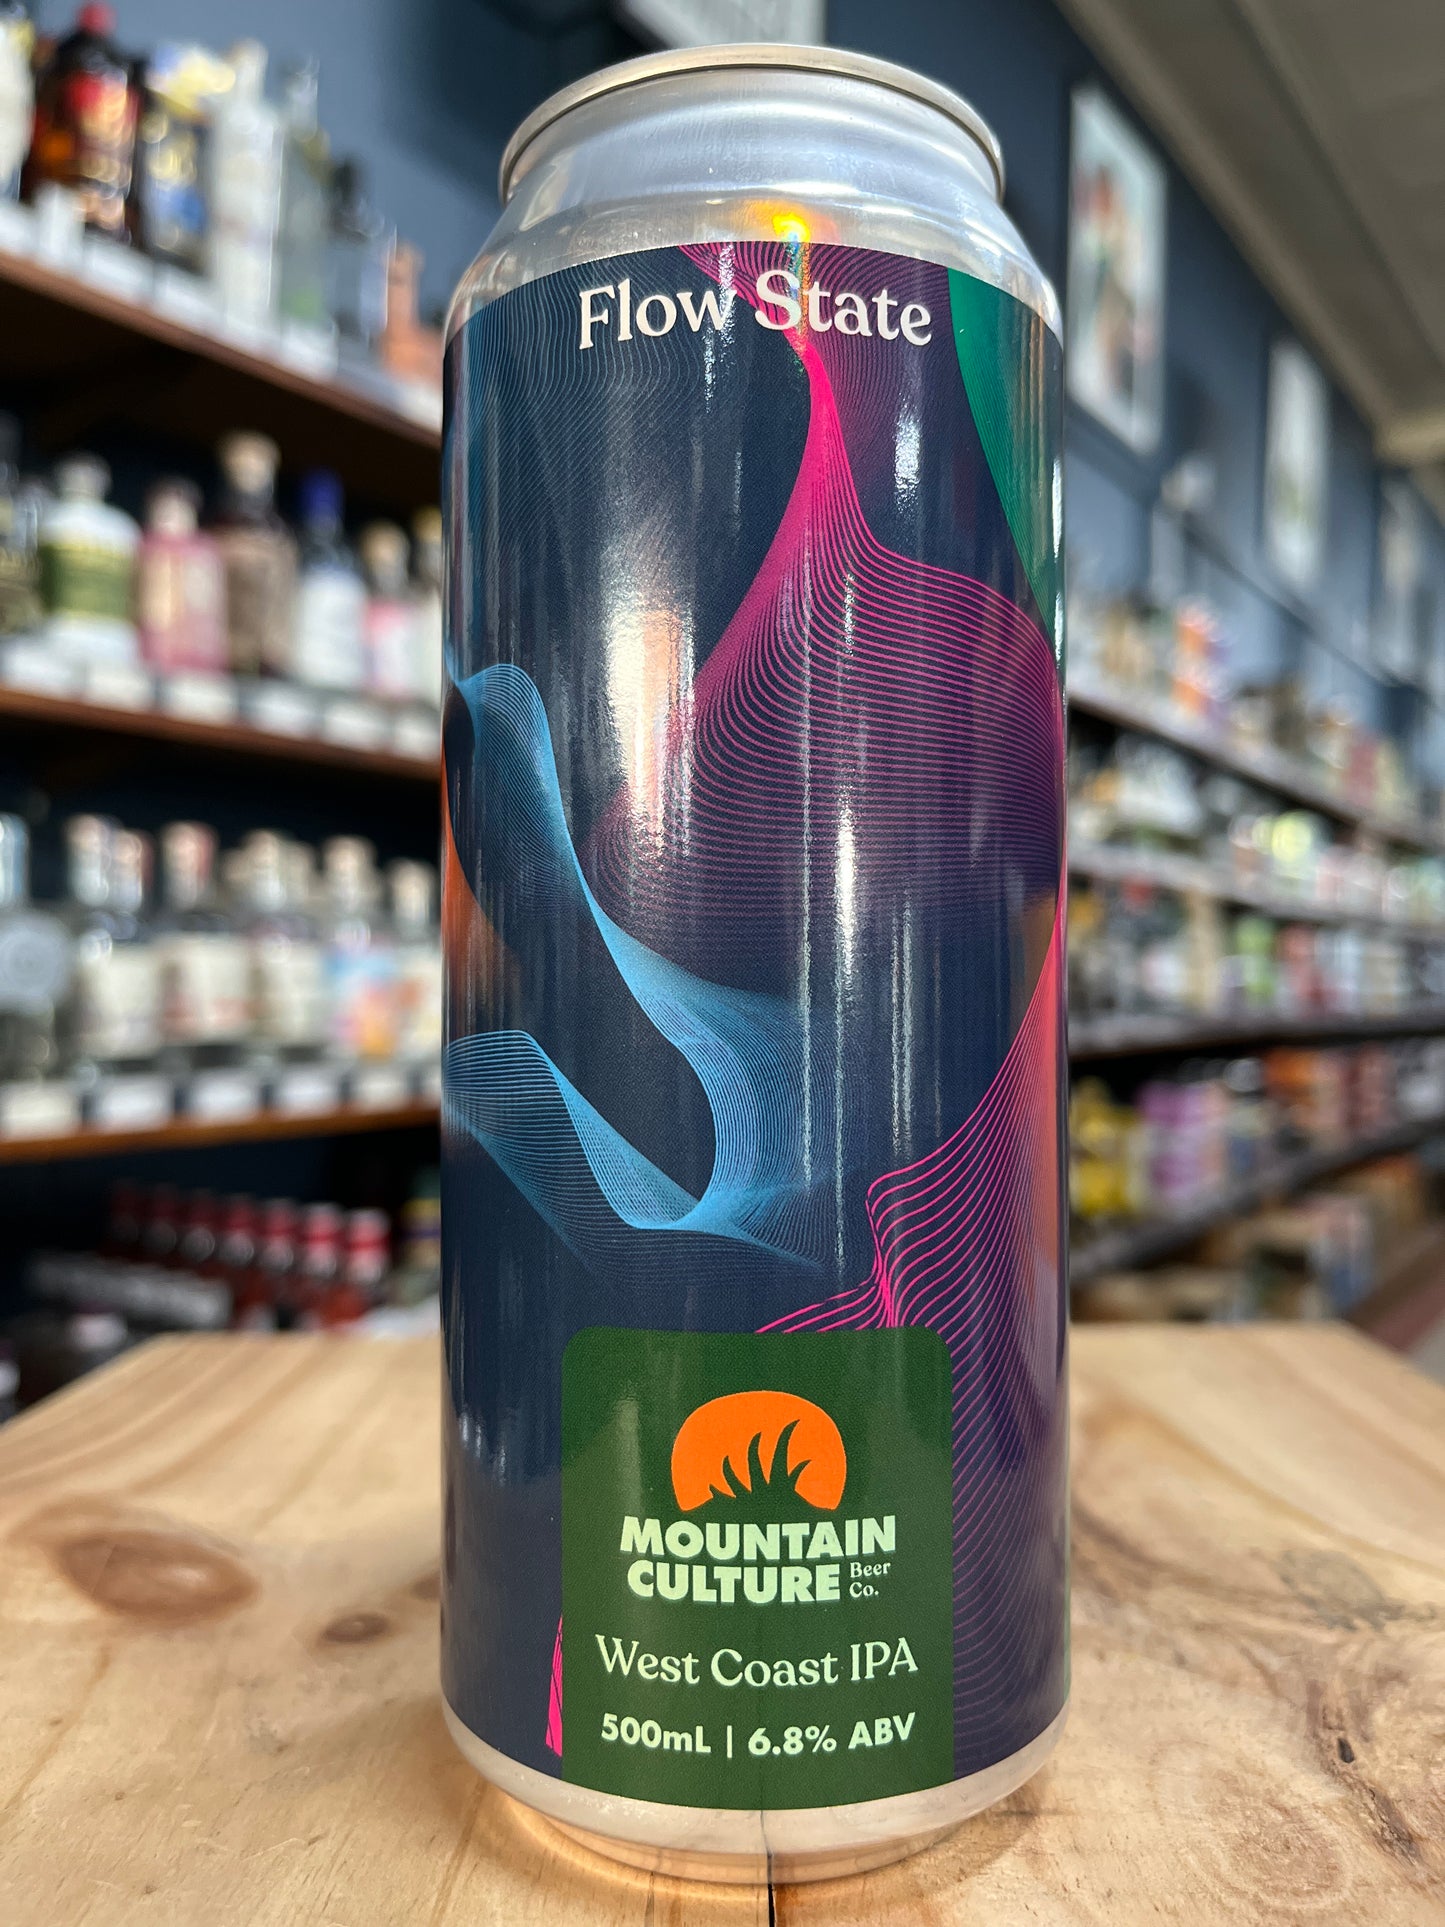 Flow State
MOUNTAIN
CULTURE Beer Co.
West Coast IPA
500mL | 6.8% ABV